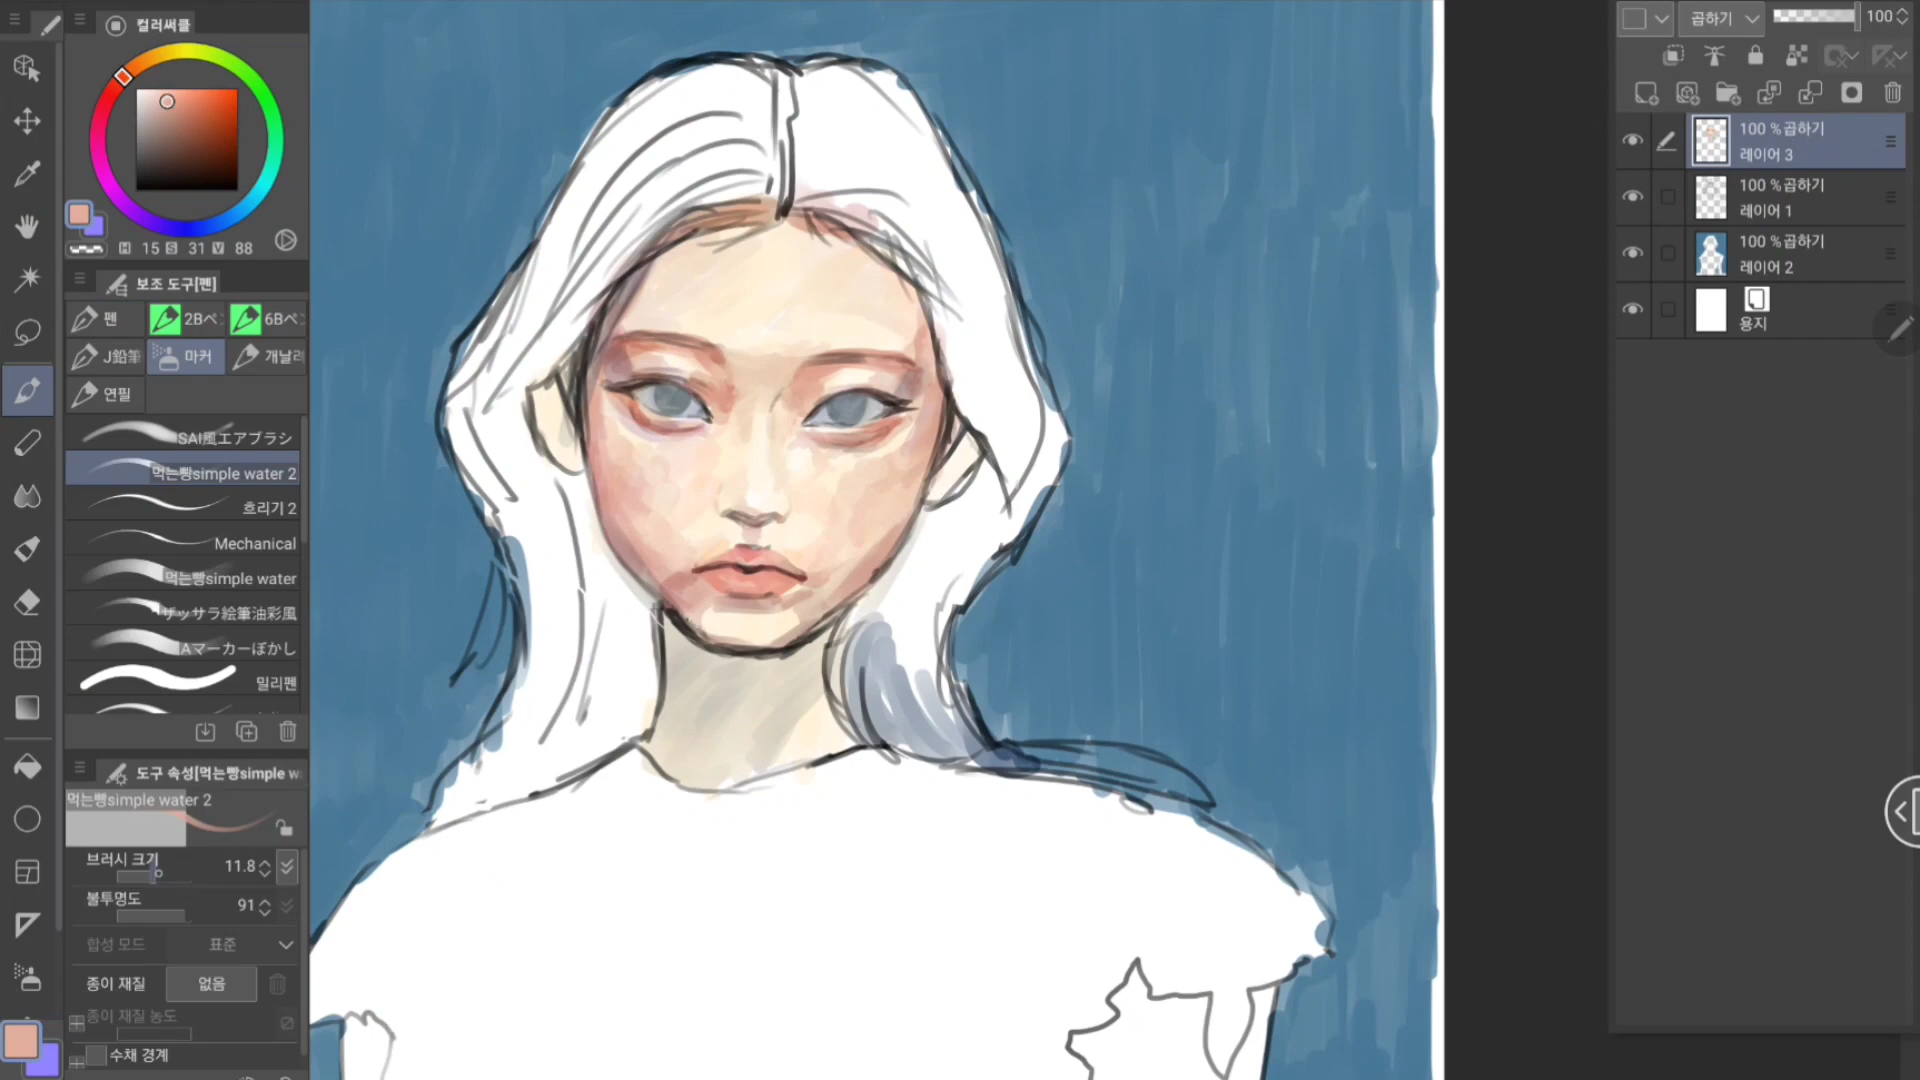 컬러써클
H 15 S 31 V 88
보조 도구[펜]
펜
2Bペ
6Bペ
J鉛筆
마커
개날려
연필
SAI風エアブラシ
먹는빵simple water 2
흐리기 2
Mechanical
먹는빵simple water
ザッサラ絵筆油彩風
Aマーカーぼかし
밀리펜
도구 속성[먹는빵simple w
먹는빵simple water 2
브러시 크기 11.8
불투명도 91
합성 모드 표준
종이 재질 없음
종이 재질 농도
수채 경계
곱하기 100
100 %곱하기
레이어 3
100 %곱하기
레이어 1
100 %곱하기
레이어 2
용지